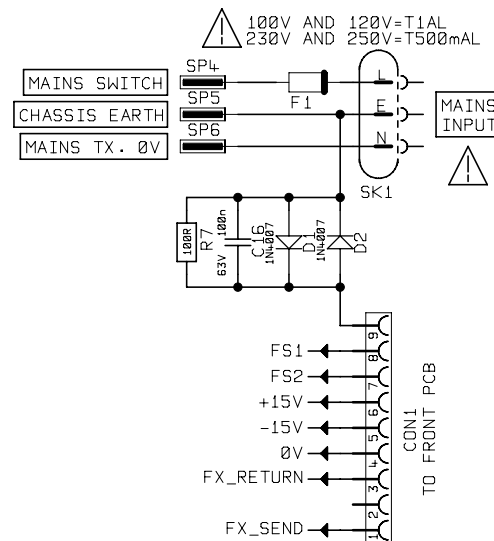 100V AND 120V=T1AL
230V AND 250V=T500mAL
SP4
MAINS SWITCH
L
F1
SP5
CHASSIS EARTH
E
MAINS
INPUT
SP6
MAINS TX. 0V
N
SK1
100R
R7
100n
63V
C16
1N4007
D1
1N4007
D2
9
FS1
8
FS2
7
+15V
6
-15V
5
0V
4
FX_RETURN
3
2
FX_SEND
1
CON1
TO FRONT PCB